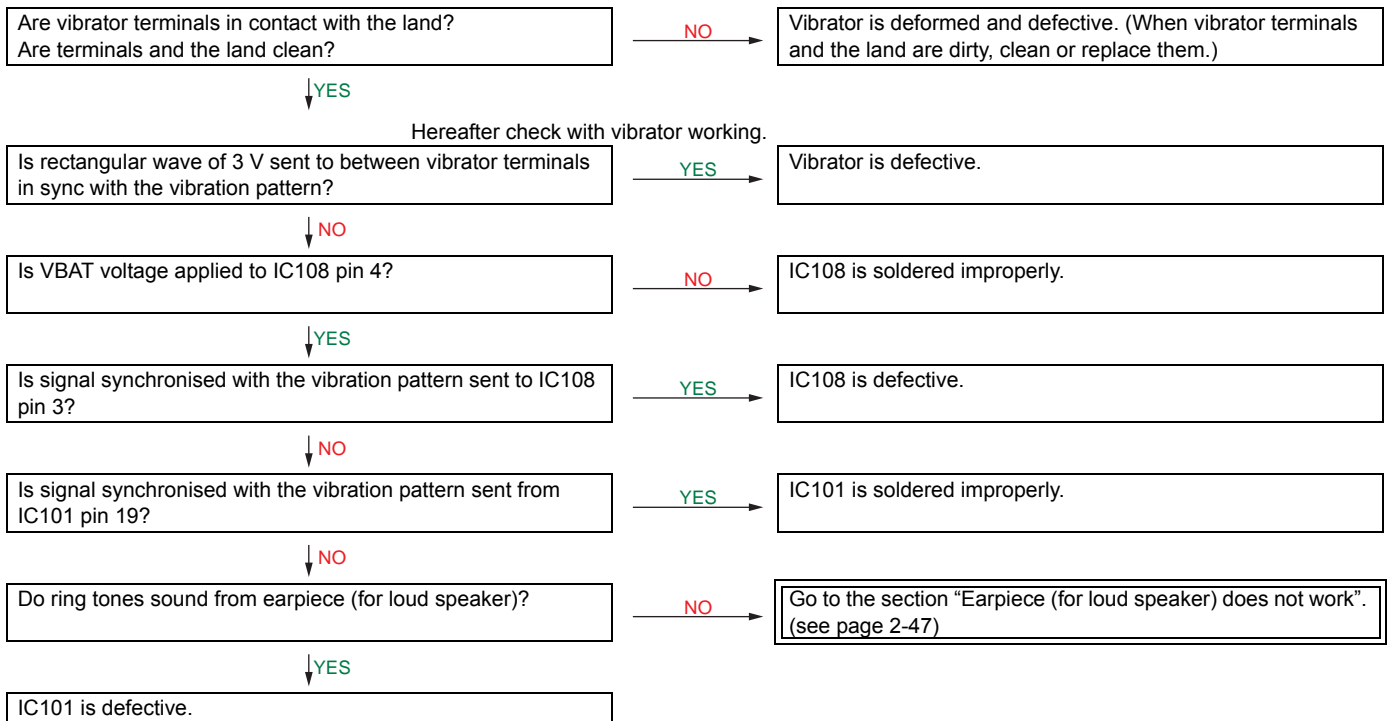 Are vibrator terminals in contact with the land?
Are terminals and the land clean?
NO
Vibrator is deformed and defective. (When vibrator terminals
and the land are dirty, clean or replace them.)
YES
Hereafter check with vibrator working.
Is rectangular wave of 3 V sent to between vibrator terminals
in sync with the vibration pattern?
YES
Vibrator is defective.
NO
Is VBAT voltage applied to IC108 pin 4?
NO
IC108 is soldered improperly.
YES
Is signal synchronised with the vibration pattern sent to IC108
pin 3?
YES
IC108 is defective.
NO
Is signal synchronised with the vibration pattern sent from
IC101 pin 19?
YES
IC101 is soldered improperly.
NO
Do ring tones sound from earpiece (for loud speaker)?
NO
Go to the section “Earpiece (for loud speaker) does not work”.
(see page 2-47)
YES
IC101 is defective.